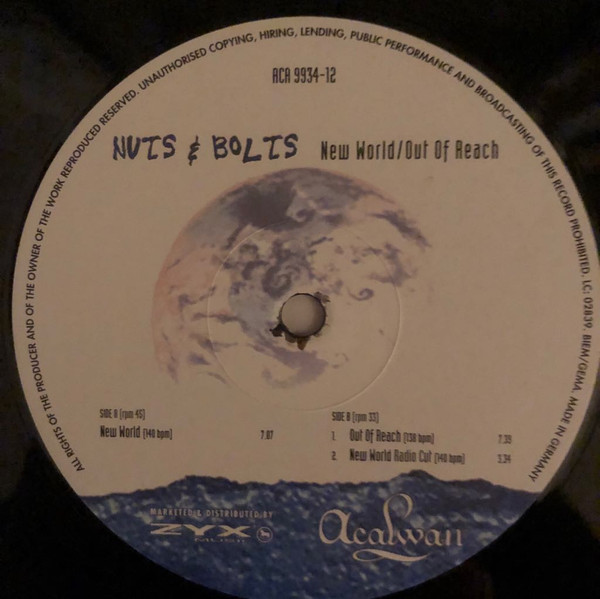 ALL RIGHTS OF THE PRODUCER AND OF THE OWNER OF THE WORK REPRODUCED RESERVED. UNAUTHORISED COPYING, HIRING, LENDING, PUBLIC PERFORMANCE AND BROADCASTING OF THIS RECORD PROHIBITED. LC: 02839. BIEM/GEMA. MADE IN GERMANY
ACA 9934-12
NUTS & BOLTS New World/Out Of Reach
SIDE A (rpm 45)
New World (140 bpm) 7.07
SIDE B (rpm 33)
1. Out Of Reach (138 bpm) 7.39
2. New World Radio Cut (140 bpm) 3.34
MARKETED & DISTRIBUTED BY
ZYX
MUSIC
Acalwan